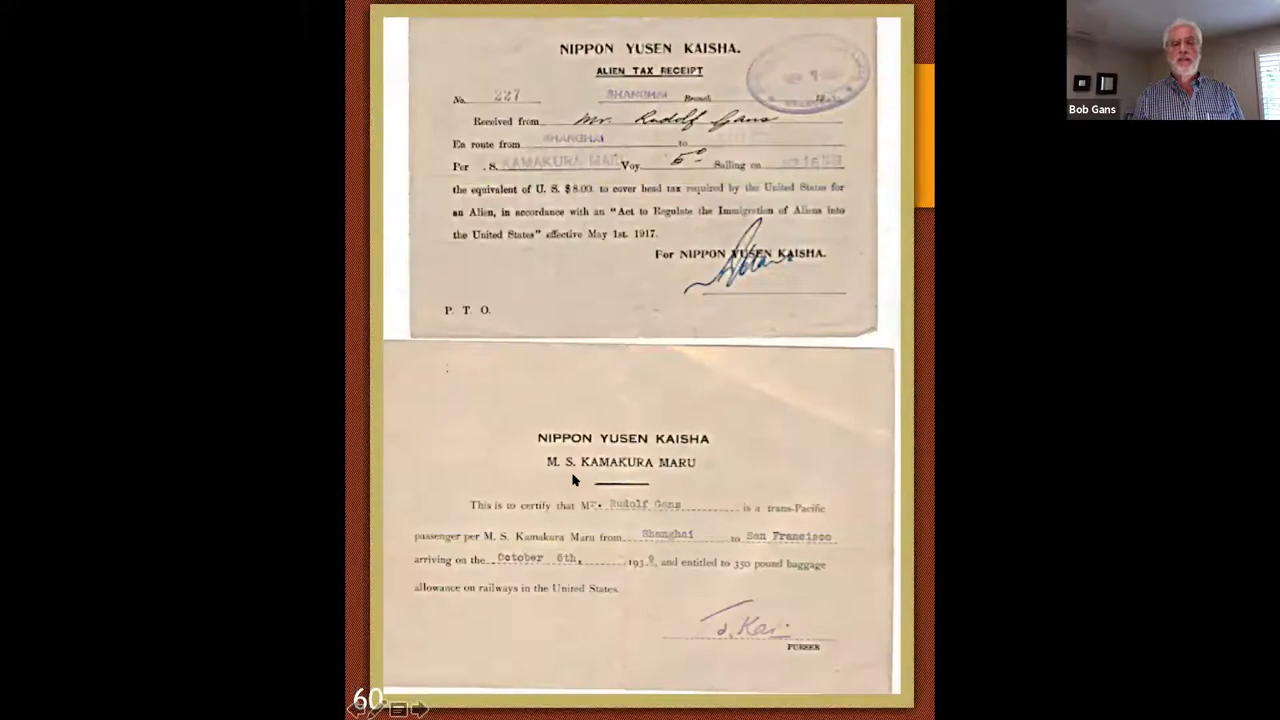 NIPPON YUSEN KAISHA.
ALIEN TAX RECEIPT
No. 227 SHANGHAI Branch 19
Received from Mr. Rudolf Gans
En route from SHANGHAI to
Per .S. KAMAKURA MARU Voy. Sailing on
the equivalent of U. S. $8.00. to cover head tax required by the United States for
an Alien, in accordance with an "Act to Regulate the Immigration of Aliens into
the United States" effective May 1st. 1917.
For NIPPON YUSEN KAISHA.
P. T. O.
NIPPON YUSEN KAISHA
M. S. KAMAKURA MARU
This is to certify that Mr. Rudolf Gans is a trans-Pacific
passenger per M. S. Kamakura Maru from Shanghai to San Francisco
arriving on the October 6th, 1939, and entitled to 350 pound baggage
allowance on railways in the United States.
J. Kai.
PURSER
60
Bob Gans